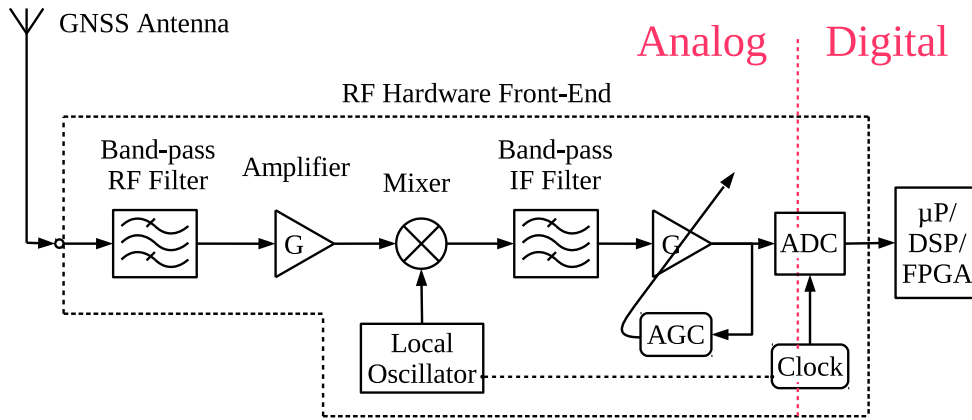 GNSS Antenna
Analog
Digital
RF Hardware Front-End
Band-pass
RF Filter
Amplifier
Mixer
Band-pass
IF Filter
G
G
ADC
µP/
DSP/
FPGA
AGC
Local
Oscillator
Clock